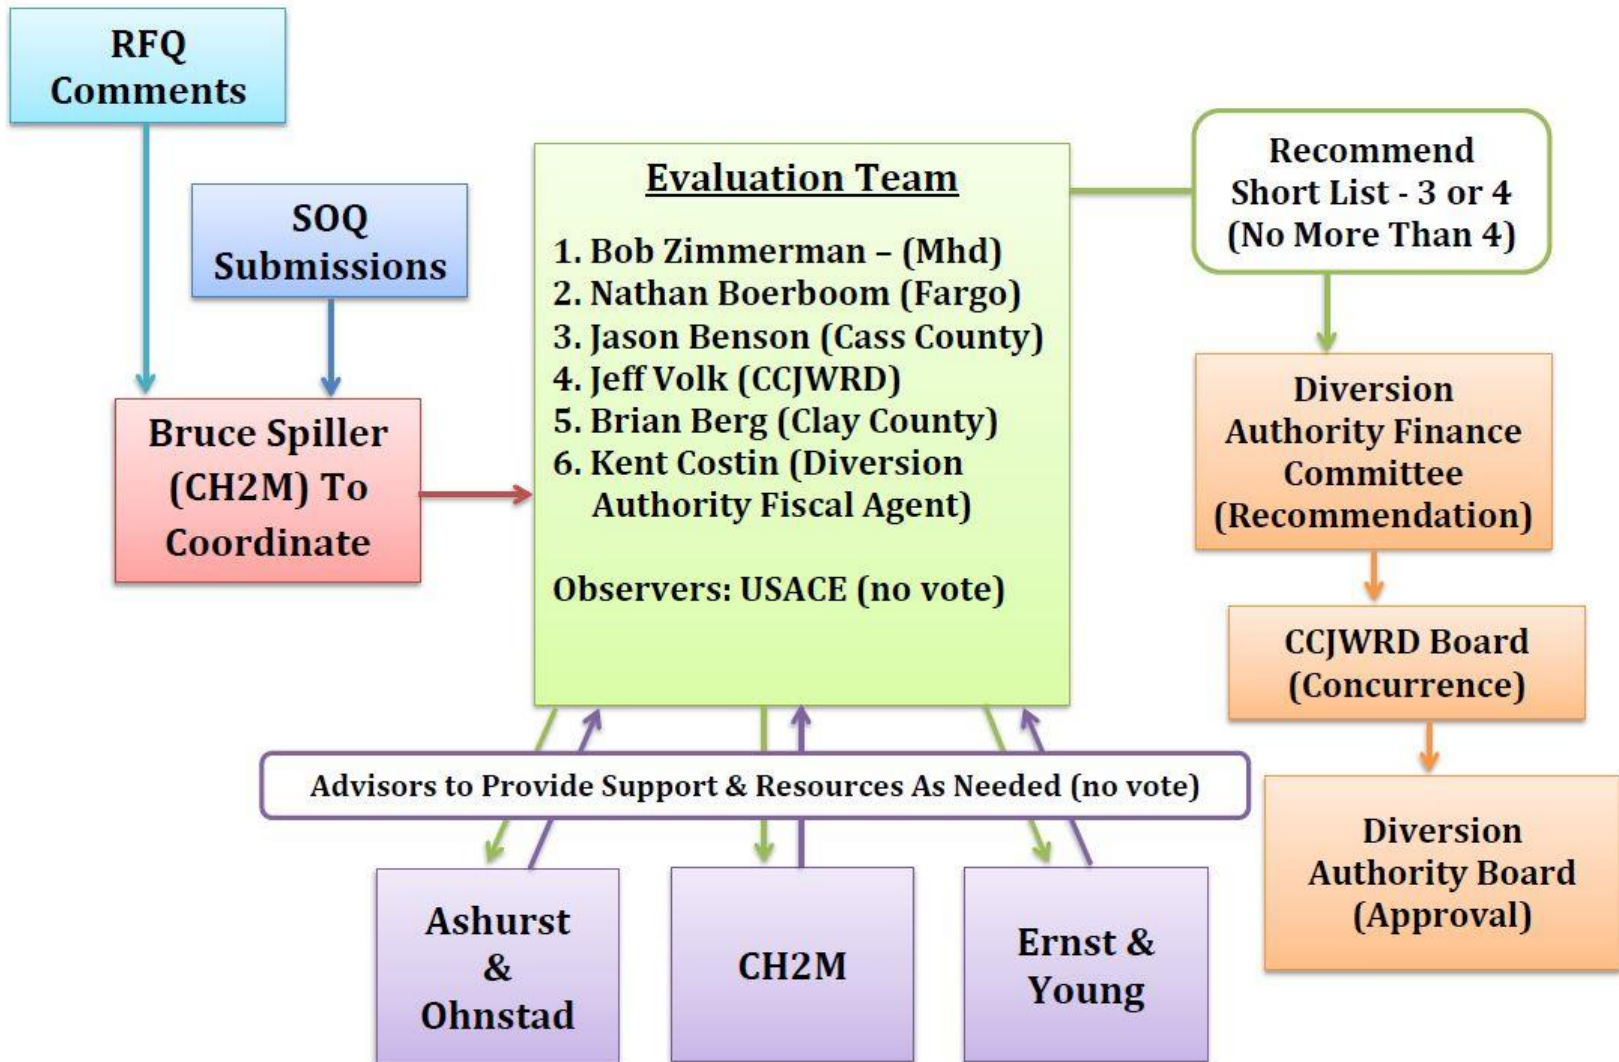 RFQ
Comments
SOQ
Submissions
Bruce Spiller
(CH2M) To
Coordinate
Evaluation Team
1. Bob Zimmerman – (Mhd)
2. Nathan Boerboom (Fargo)
3. Jason Benson (Cass County)
4. Jeff Volk (CCJWRD)
5. Brian Berg (Clay County)
6. Kent Costin (Diversion
Authority Fiscal Agent)
Observers: USACE (no vote)
Recommend
Short List - 3 or 4
(No More Than 4)
Diversion
Authority Finance
Committee
(Recommendation)
CCJWRD Board
(Concurrence)
Diversion
Authority Board
(Approval)
Advisors to Provide Support & Resources As Needed (no vote)
Ashurst
&
Ohnstad
CH2M
Ernst &
Young